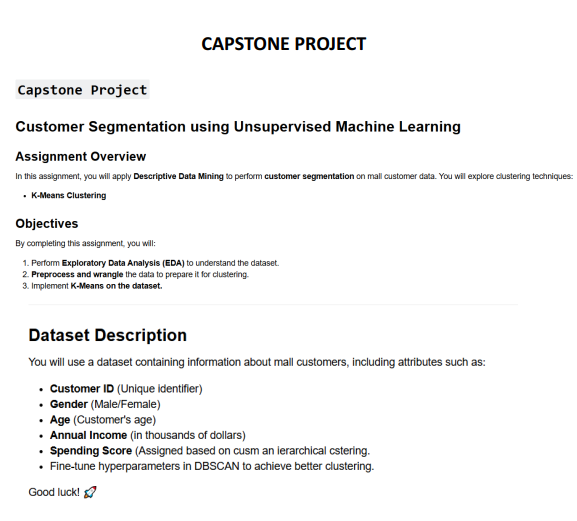 CAPSTONE PROJECT
Capstone Project
Customer Segmentation using Unsupervised Machine Learning
Assignment Overview
In this assignment, you will apply Descriptive Data Mining to perform customer segmentation on mall customer data. You will explore clustering techniques:
• K-Means Clustering
Objectives
By completing this assignment, you will:
1. Perform Exploratory Data Analysis (EDA) to understand the dataset.
2. Preprocess and wrangle the data to prepare it for clustering.
3. Implement K-Means on the dataset.
Dataset Description
You will use a dataset containing information about mall customers, including attributes such as:
• Customer ID (Unique identifier)
• Gender (Male/Female)
• Age (Customer's age)
• Annual Income (in thousands of dollars)
• Spending Score (Assigned based on cusm an ierarchical cstering.
• Fine-tune hyperparameters in DBSCAN to achieve better clustering.
Good luck! 🚀